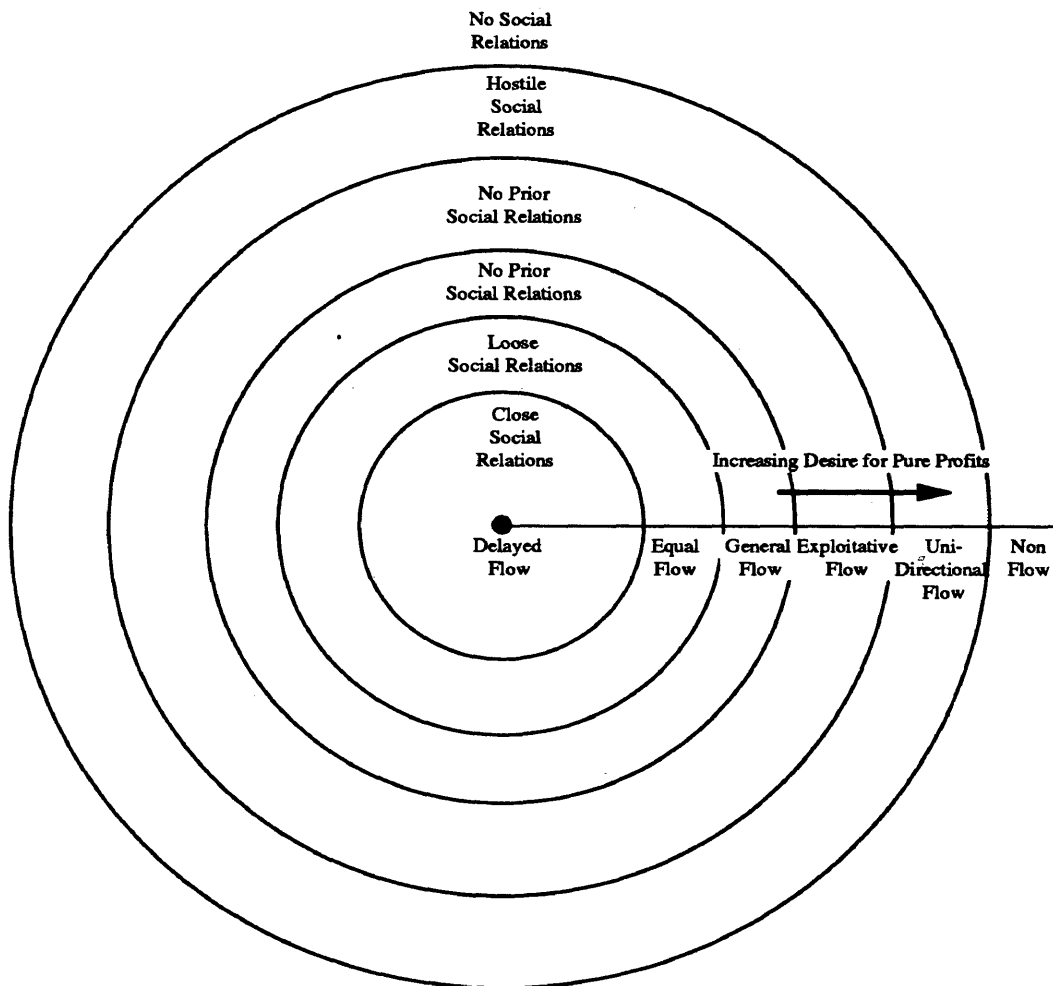 No Social
Relations
Hostile
Social
Relations
No Prior
Social Relations
No Prior
Social Relations
Loose
Social Relations
Close
Social
Relations
Increasing Desire for Pure Profits
Delayed
Flow
Equal
Flow
General
Flow
Exploitative
Flow
Uni-
Directional
Flow
Non
Flow